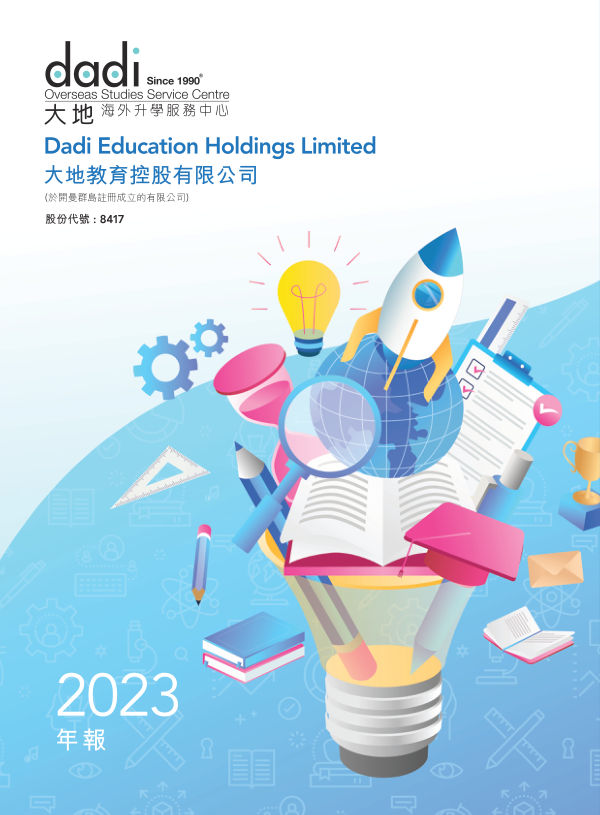 dadi Since 1990®
Overseas Studies Service Centre
大地 海外升學服務中心
Dadi Education Holdings Limited
大地教育控股有限公司
(於開曼群島註冊成立的有限公司)
股份代號 : 8417
2023
年報